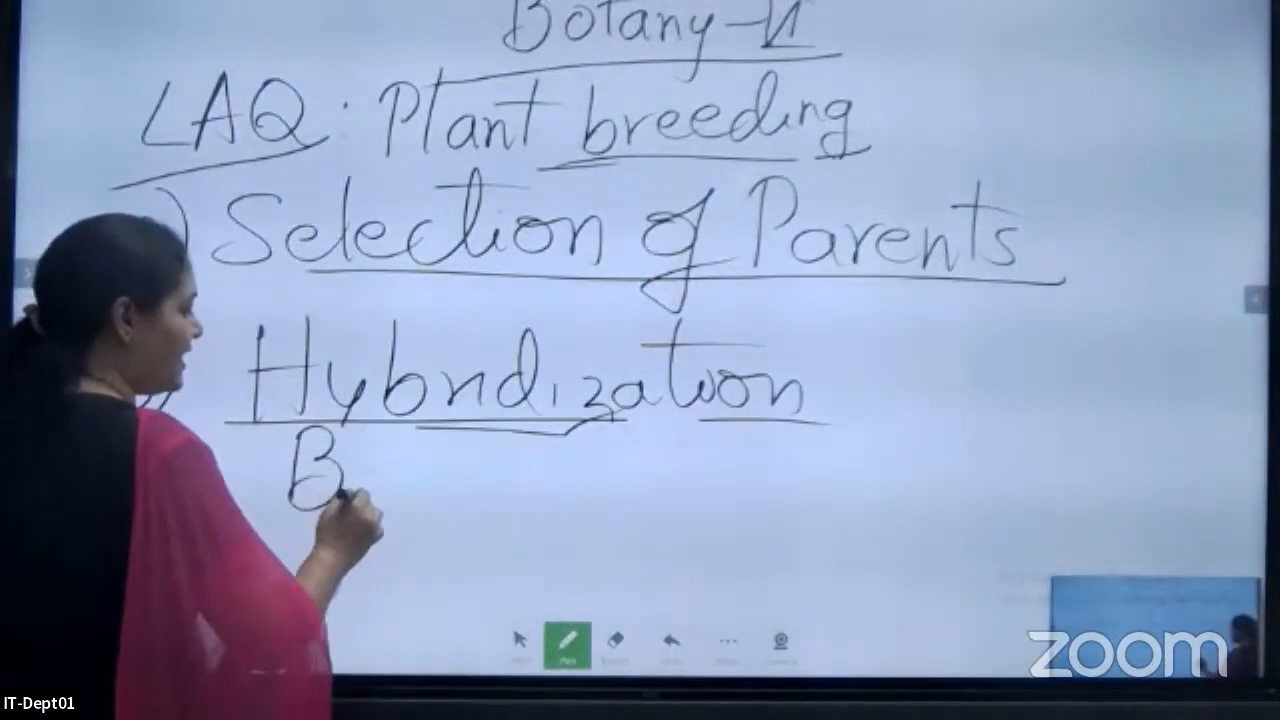 Botany-II
LAQ. Plant breeding
) Selection of Parents
Hybridization
B
zoom
IT-Dept01